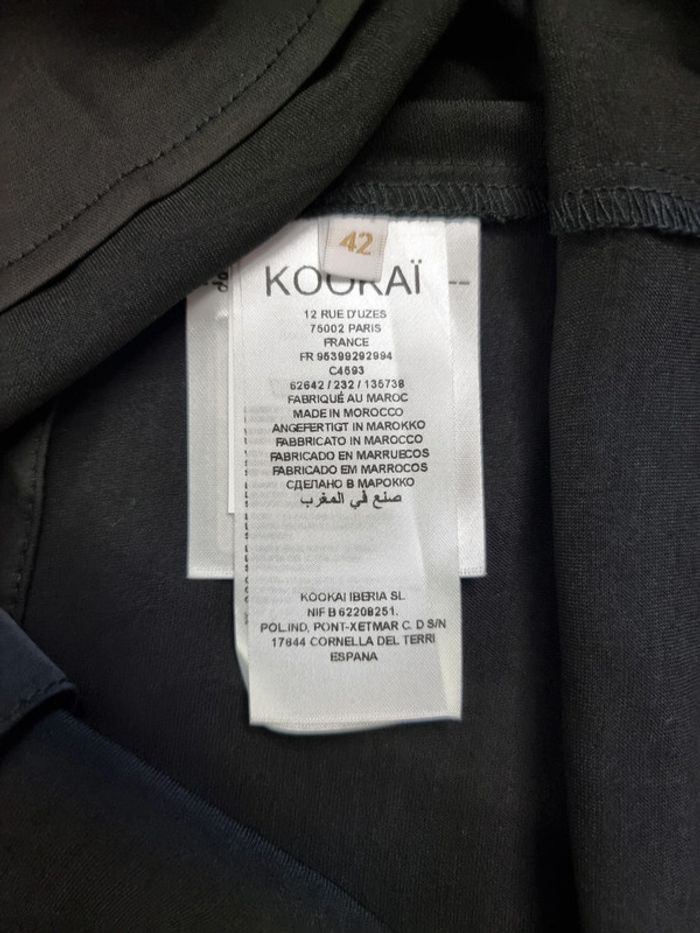 42
KOOKAÏ
12 RUE D'UZES
75002 PARIS
FRANCE
FR 95399292994
C4593
62642 / 232 / 135738
FABRIQUÉ AU MAROC
MADE IN MOROCCO
ANGEFERTIGT IN MAROKKO
FABBRICATO IN MAROCCO
FABRICADO EN MARRUECOS
FABRICADO EM MARROCOS
СДЕЛАНО В МАРОККО
صنع في المغرب
KOOKAI IBERIA SL
NIF B 62208251.
POL.IND, PONT-XETMAR C. D S/N
17844 CORNELLA DEL TERRI
ESPANA